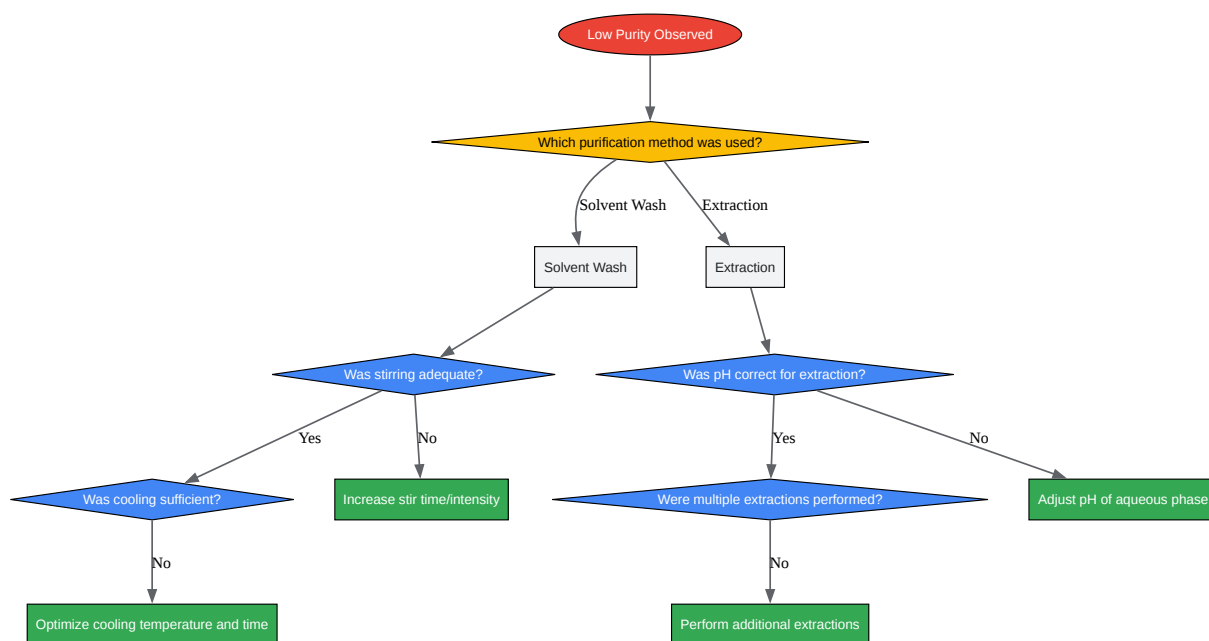 Low Purity Observed
Which purification method was used?
Solvent Wash
Extraction
Solvent Wash
Extraction
Was stirring adequate?
Was pH correct for extraction?
Yes
No
Yes
No
Was cooling sufficient?
Increase stir time/intensity
Were multiple extractions performed?
Adjust pH of aqueous phase
No
No
Optimize cooling temperature and time
Perform additional extractions